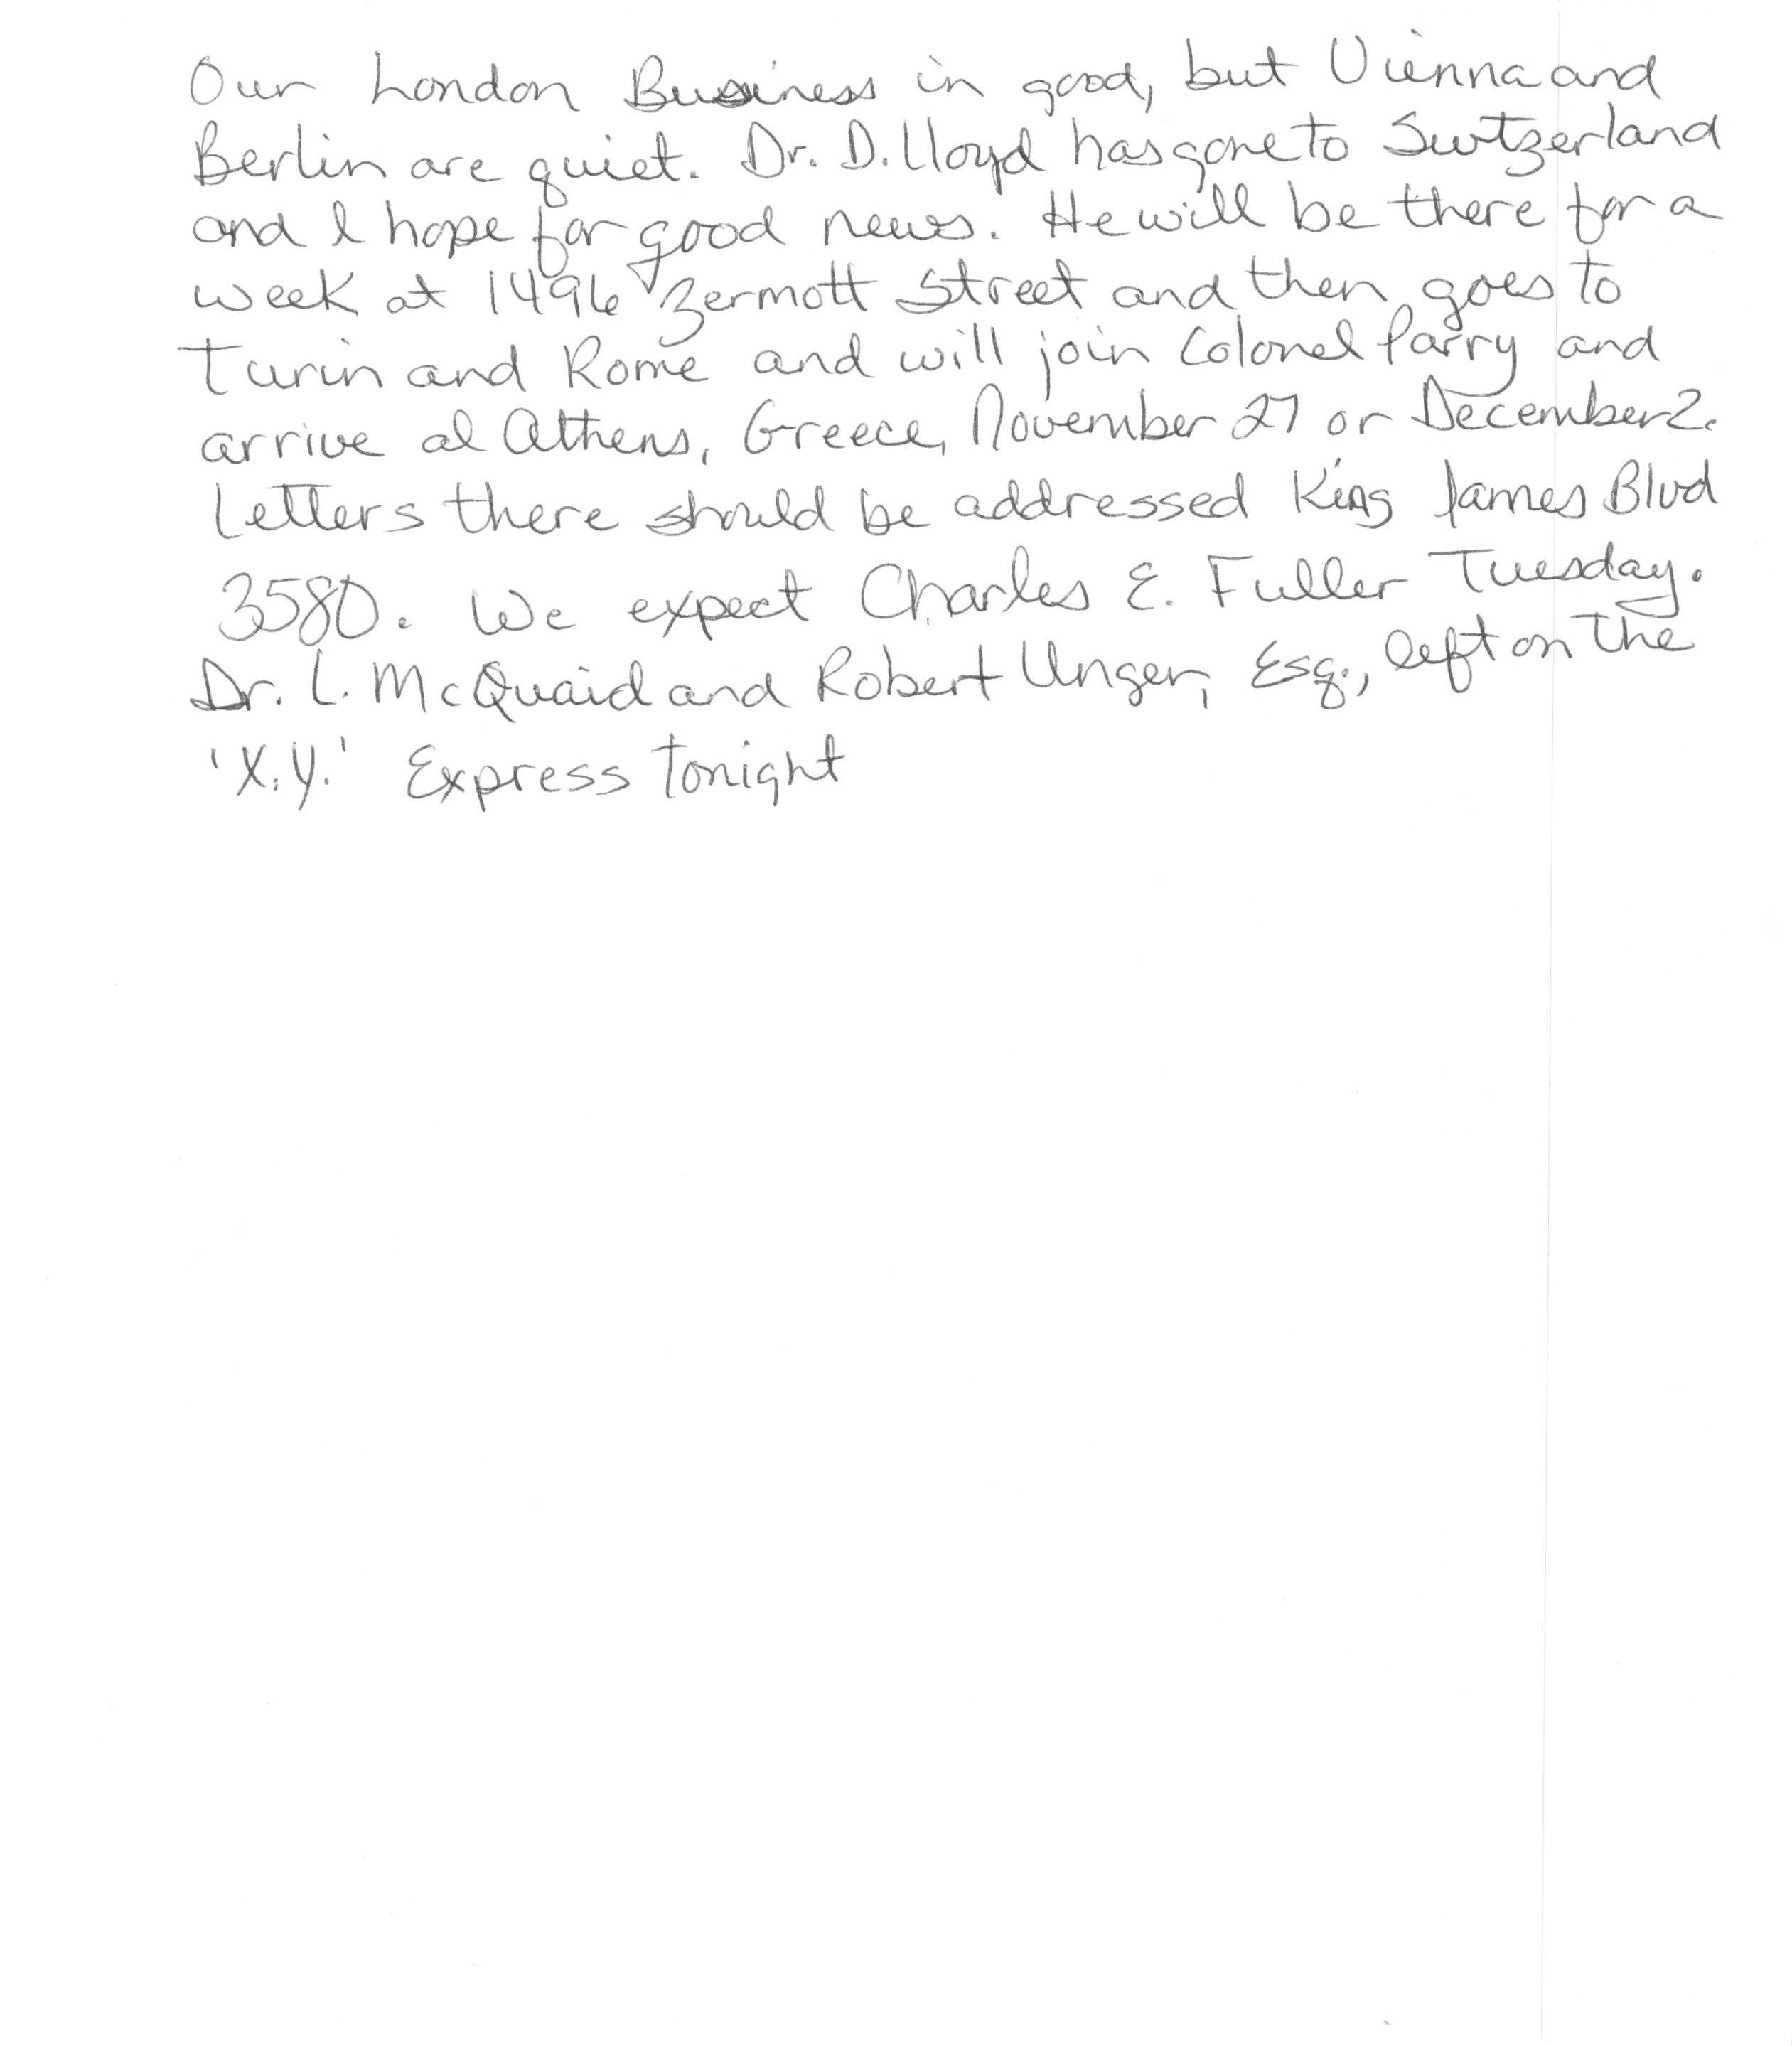 Our London Business in good, but Vienna and
Berlin are quiet. Dr. D. Lloyd has gone to Switzerland
and I hope for good news. He will be there for a
week at 1496 Zermott Street and then goes to
Turin and Rome and will join Colonel Parry and
arrive at Athens, Greece, November 27 or December 2.
Letters there should be addressed King James Blvd
3580. We expect Charles E. Fuller Tuesday.
Dr. L. McQuaid and Robert Unger, Esq., left on the
'X.Y.' Express tonight